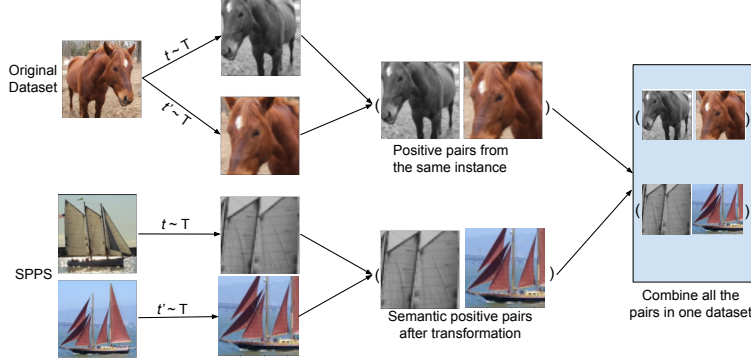 Original
Dataset
t ~ T
t' ~ T
( )
Positive pairs from
the same instance
SPPS
t ~ T
t' ~ T
( )
Semantic positive pairs
after transformation
( )
( )
Combine all the
pairs in one dataset